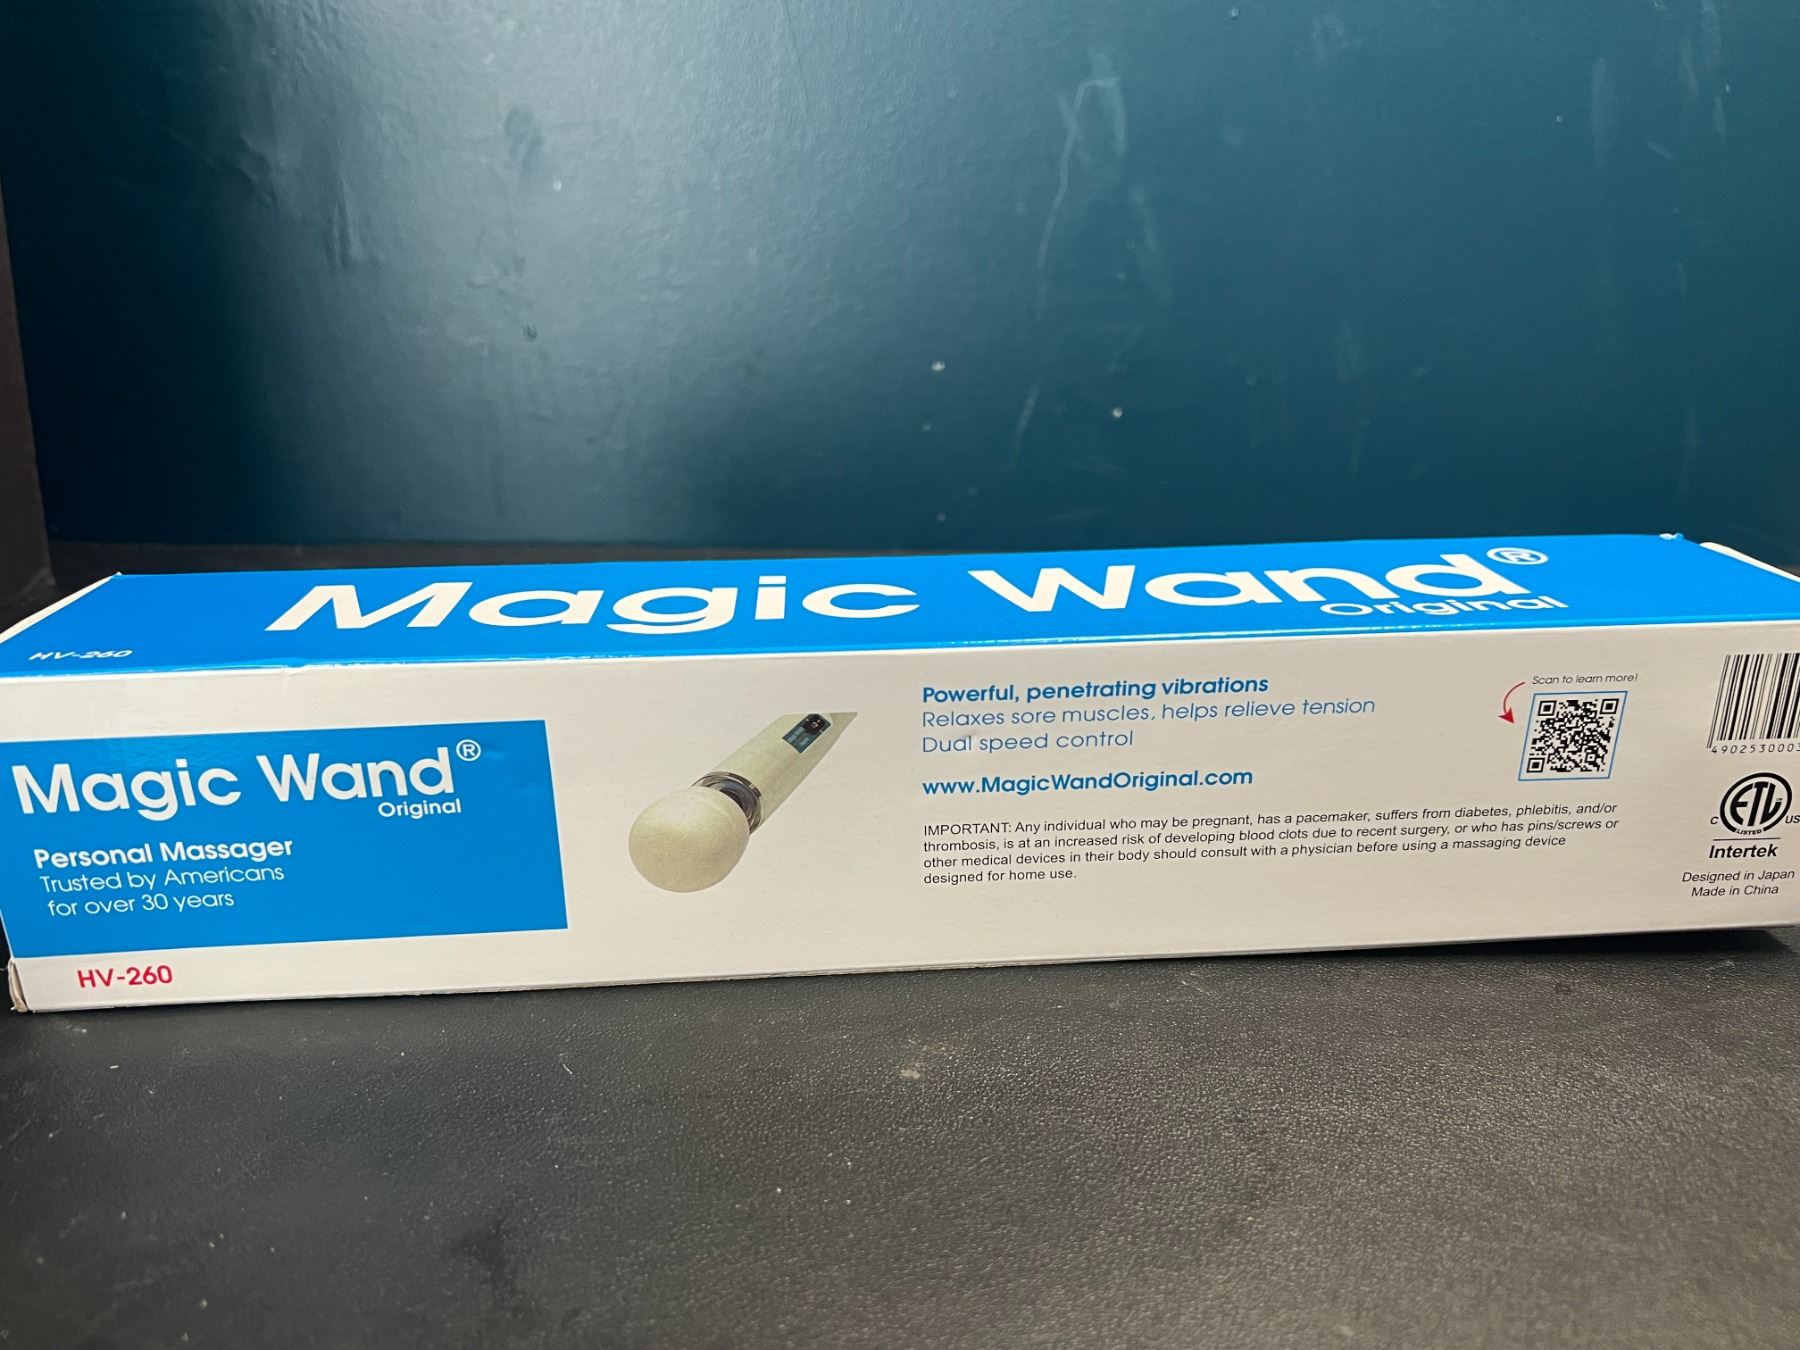 Magic Wand®
Original
HV-260
Magic Wand®
Original
Personal Massager
Trusted by Americans
for over 30 years
HV-260
Powerful, penetrating vibrations
Relaxes sore muscles, helps relieve tension
Dual speed control
www.MagicWandOriginal.com
IMPORTANT: Any individual who may be pregnant, has a pacemaker, suffers from diabetes, phlebitis, and/or
thrombosis, is at an increased risk of developing blood clots due to recent surgery, or who has pins/screws or
other medical devices in their body should consult with a physician before using a massaging device
designed for home use.
Scan to learn more!
4902530003
C ETL US
LISTED
Intertek
Designed in Japan
Made in China